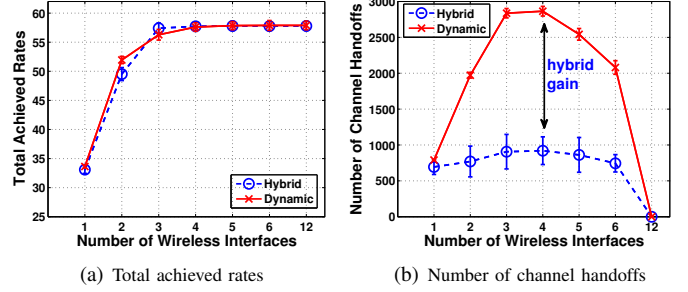 60
55
50
45
40
35
30
25
Total Achieved Rates
1 2 3 4 5 6 12
Number of Wireless Interfaces
Hybrid
Dynamic
(a) Total achieved rates
3000
2500
2000
1500
1000
500
0
Number of Channel Handoffs
1 2 3 4 5 6 12
Number of Wireless Interfaces
Hybrid
Dynamic
hybrid
gain
(b) Number of channel handoffs